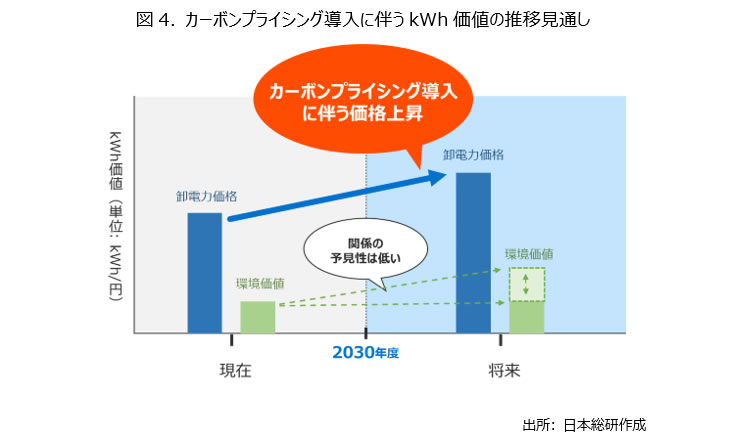 図4. カーボンプライシング導入に伴うkWh価値の推移見通し
カーボンプライシング導入
に伴う価格上昇
kWh価値（単位：kWh/円）
卸電力価格
卸電力価格
関係の
予見性は低い
環境価値
環境価値
2030年度
現在
将来
出所: 日本総研作成